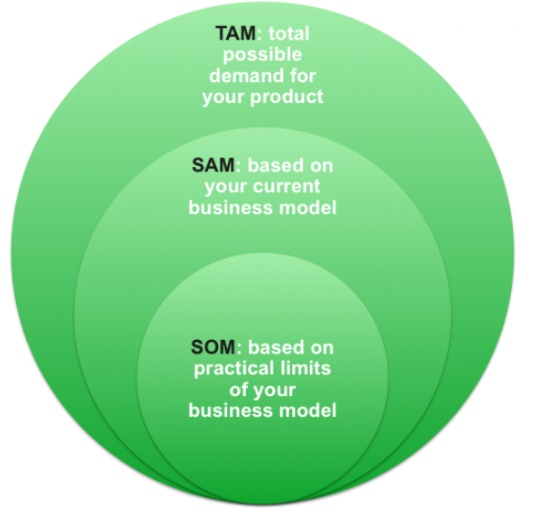 TAM: total
possible
demand for
your product
SAM: based on
your current
business model
SOM: based on
practical limits
of your
business model